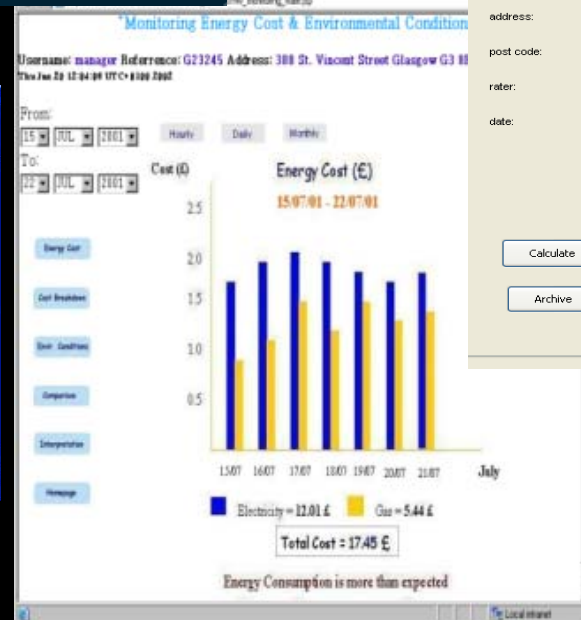 "Monitoring Energy Cost & Environmental Condition
Username: manager Referrence: G23245 Address: 388 St. Vincent Street Glasgow G3
From:
15 JUL 2001
To:
22 JUL 2001
Hourly Daily Monthly
Cost (£)
Energy Cost (£)
15/07/01 - 22/07/01
2.5
2.0
1.5
1.0
0.5
15/07 16/07 17/07 18/07 19/07 20/07 21/07 July
Energy Cost
Cost Breakdown
Envir. Conditions
Comparison
Interpretation
Homepage
Electricity = 12.01 £ Gas = 5.44 £
Total Cost = 17.45 £
Energy Consumption is more than expected
Local intranet
address:
post code:
rater:
date:
Calculate
Archive